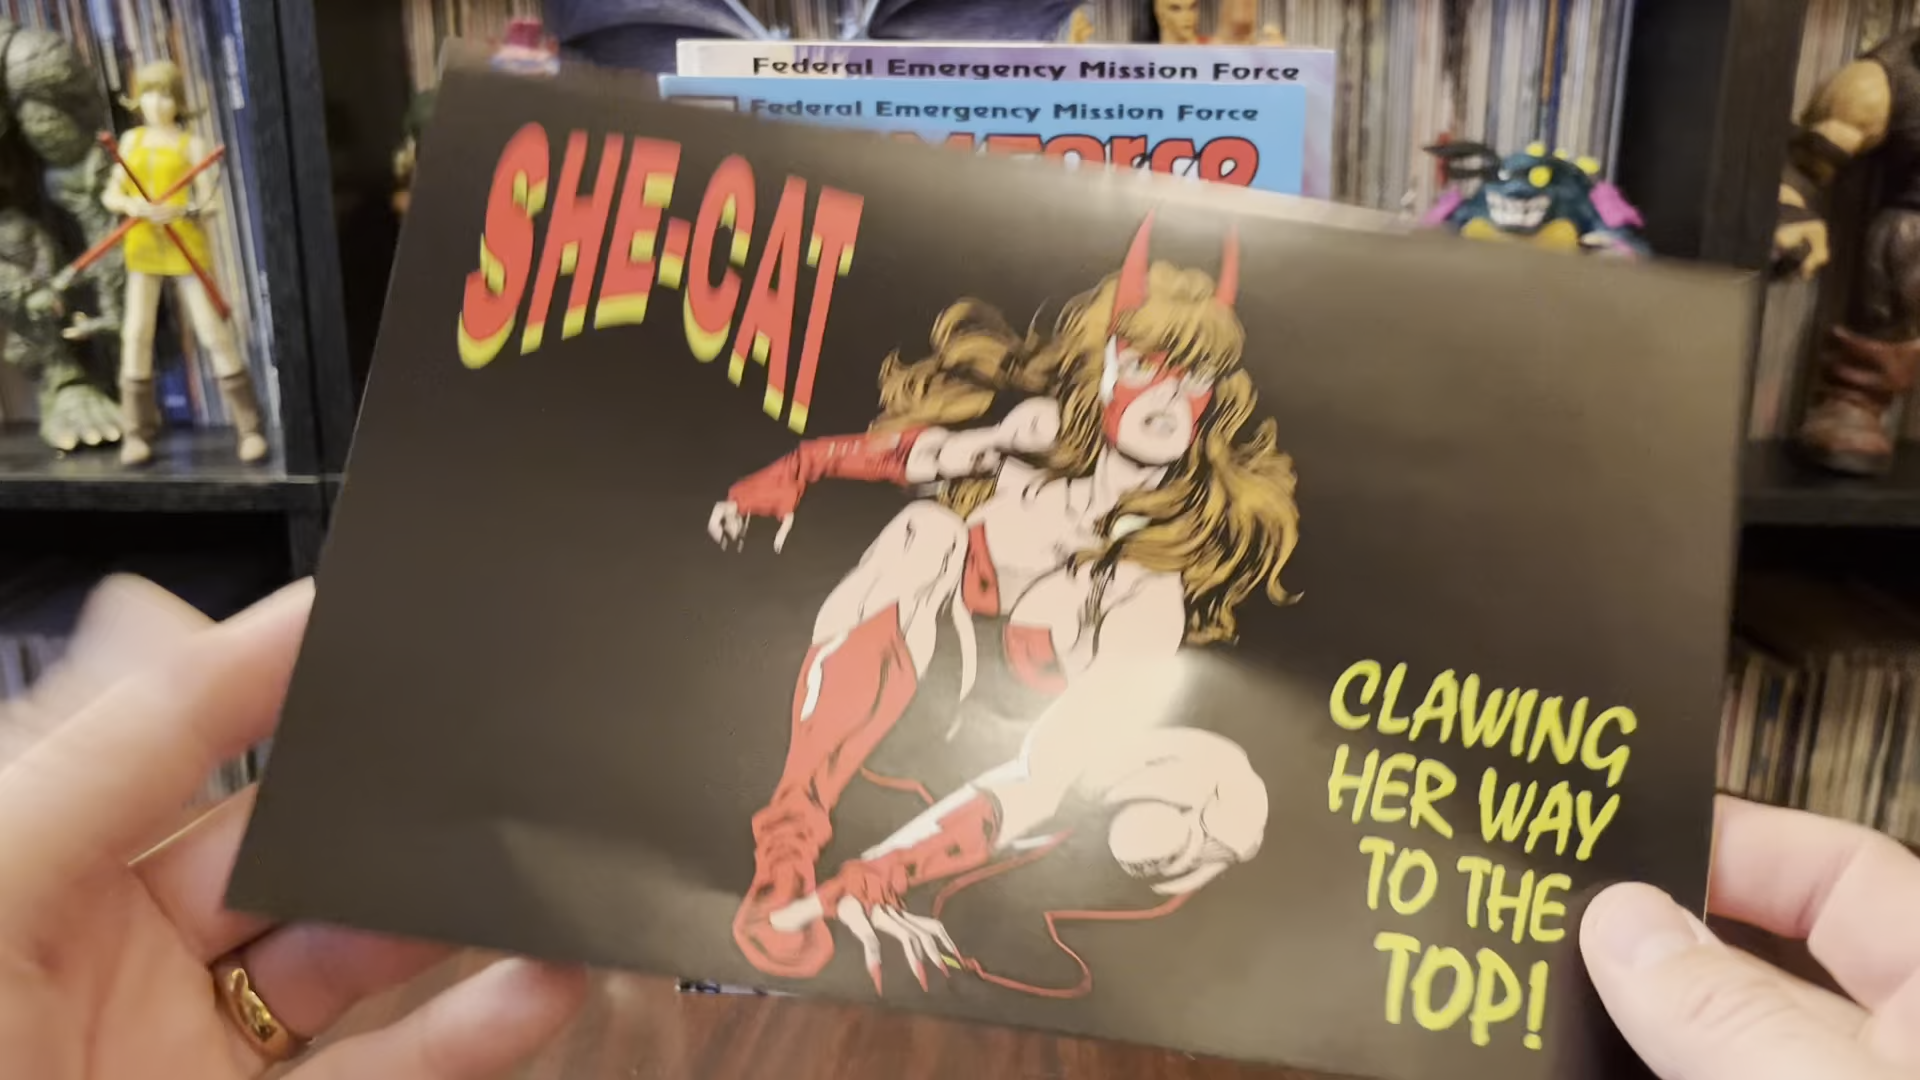 Federal Emergency Mission Force
Federal Emergency Mission Force
SHE-CAT
CLAWING
HER WAY
TO THE
TOP!